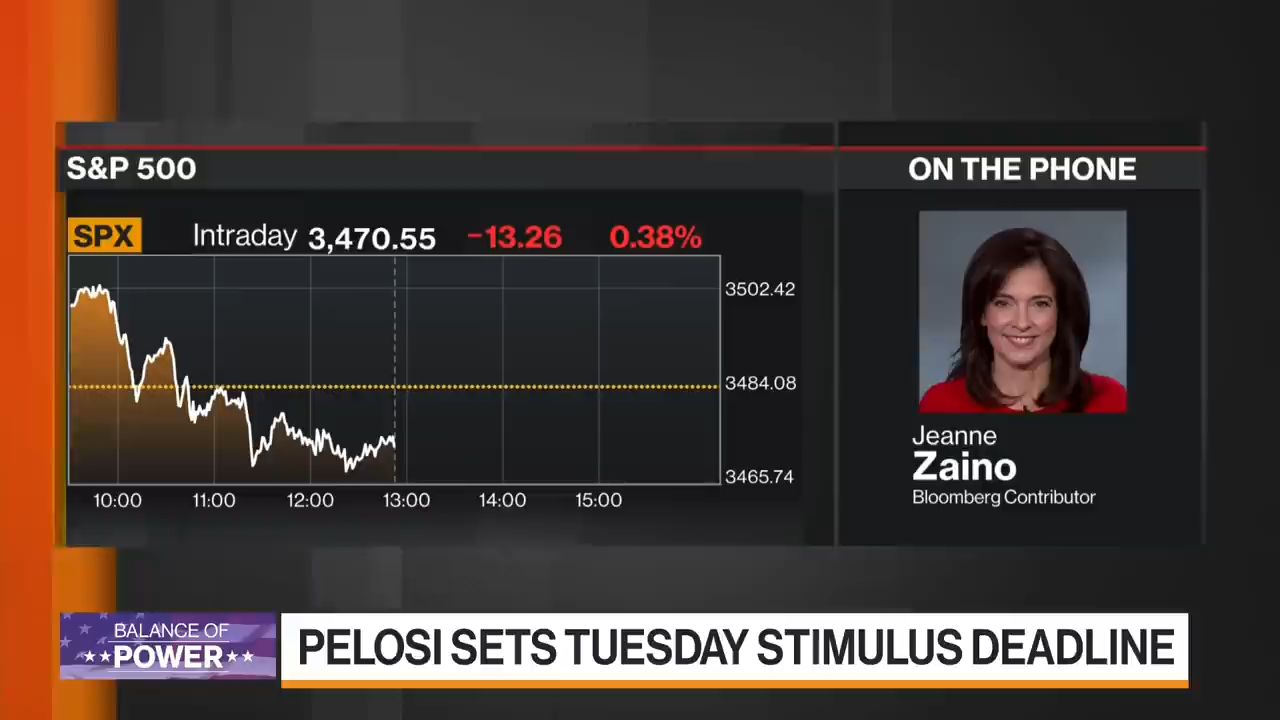 S&P 500
ON THE PHONE
SPX Intraday 3,470.55 -13.26 0.38%
3502.42
3484.08
3465.74
10:00 11:00 12:00 13:00 14:00 15:00
Jeanne
Zaino
Bloomberg Contributor
BALANCE OF
POWER
PELOSI SETS TUESDAY STIMULUS DEADLINE